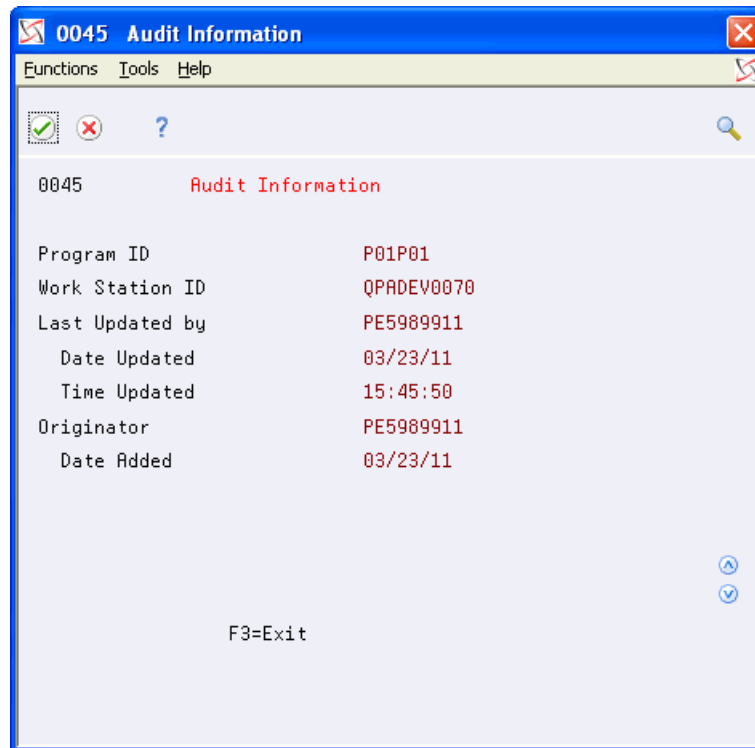 0045 Audit Information
Functions Tools Help
?
0045 Audit Information
Program ID P01P01
Work Station ID QPADEV0070
Last Updated by PE5989911
Date Updated 03/23/11
Time Updated 15:45:50
Originator PE5989911
Date Added 03/23/11
F3=Exit